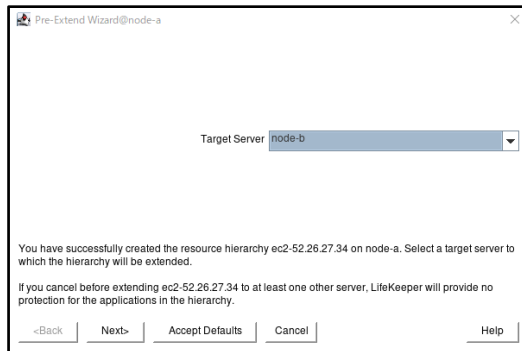 Pre-Extend Wizard@node-a
Target Server node-b
You have successfully created the resource hierarchy ec2-52.26.27.34 on node-a. Select a target server to
which the hierarchy will be extended.
If you cancel before extending ec2-52.26.27.34 to at least one other server, LifeKeeper will provide no
protection for the applications in the hierarchy.
<Back Next> Accept Defaults Cancel Help